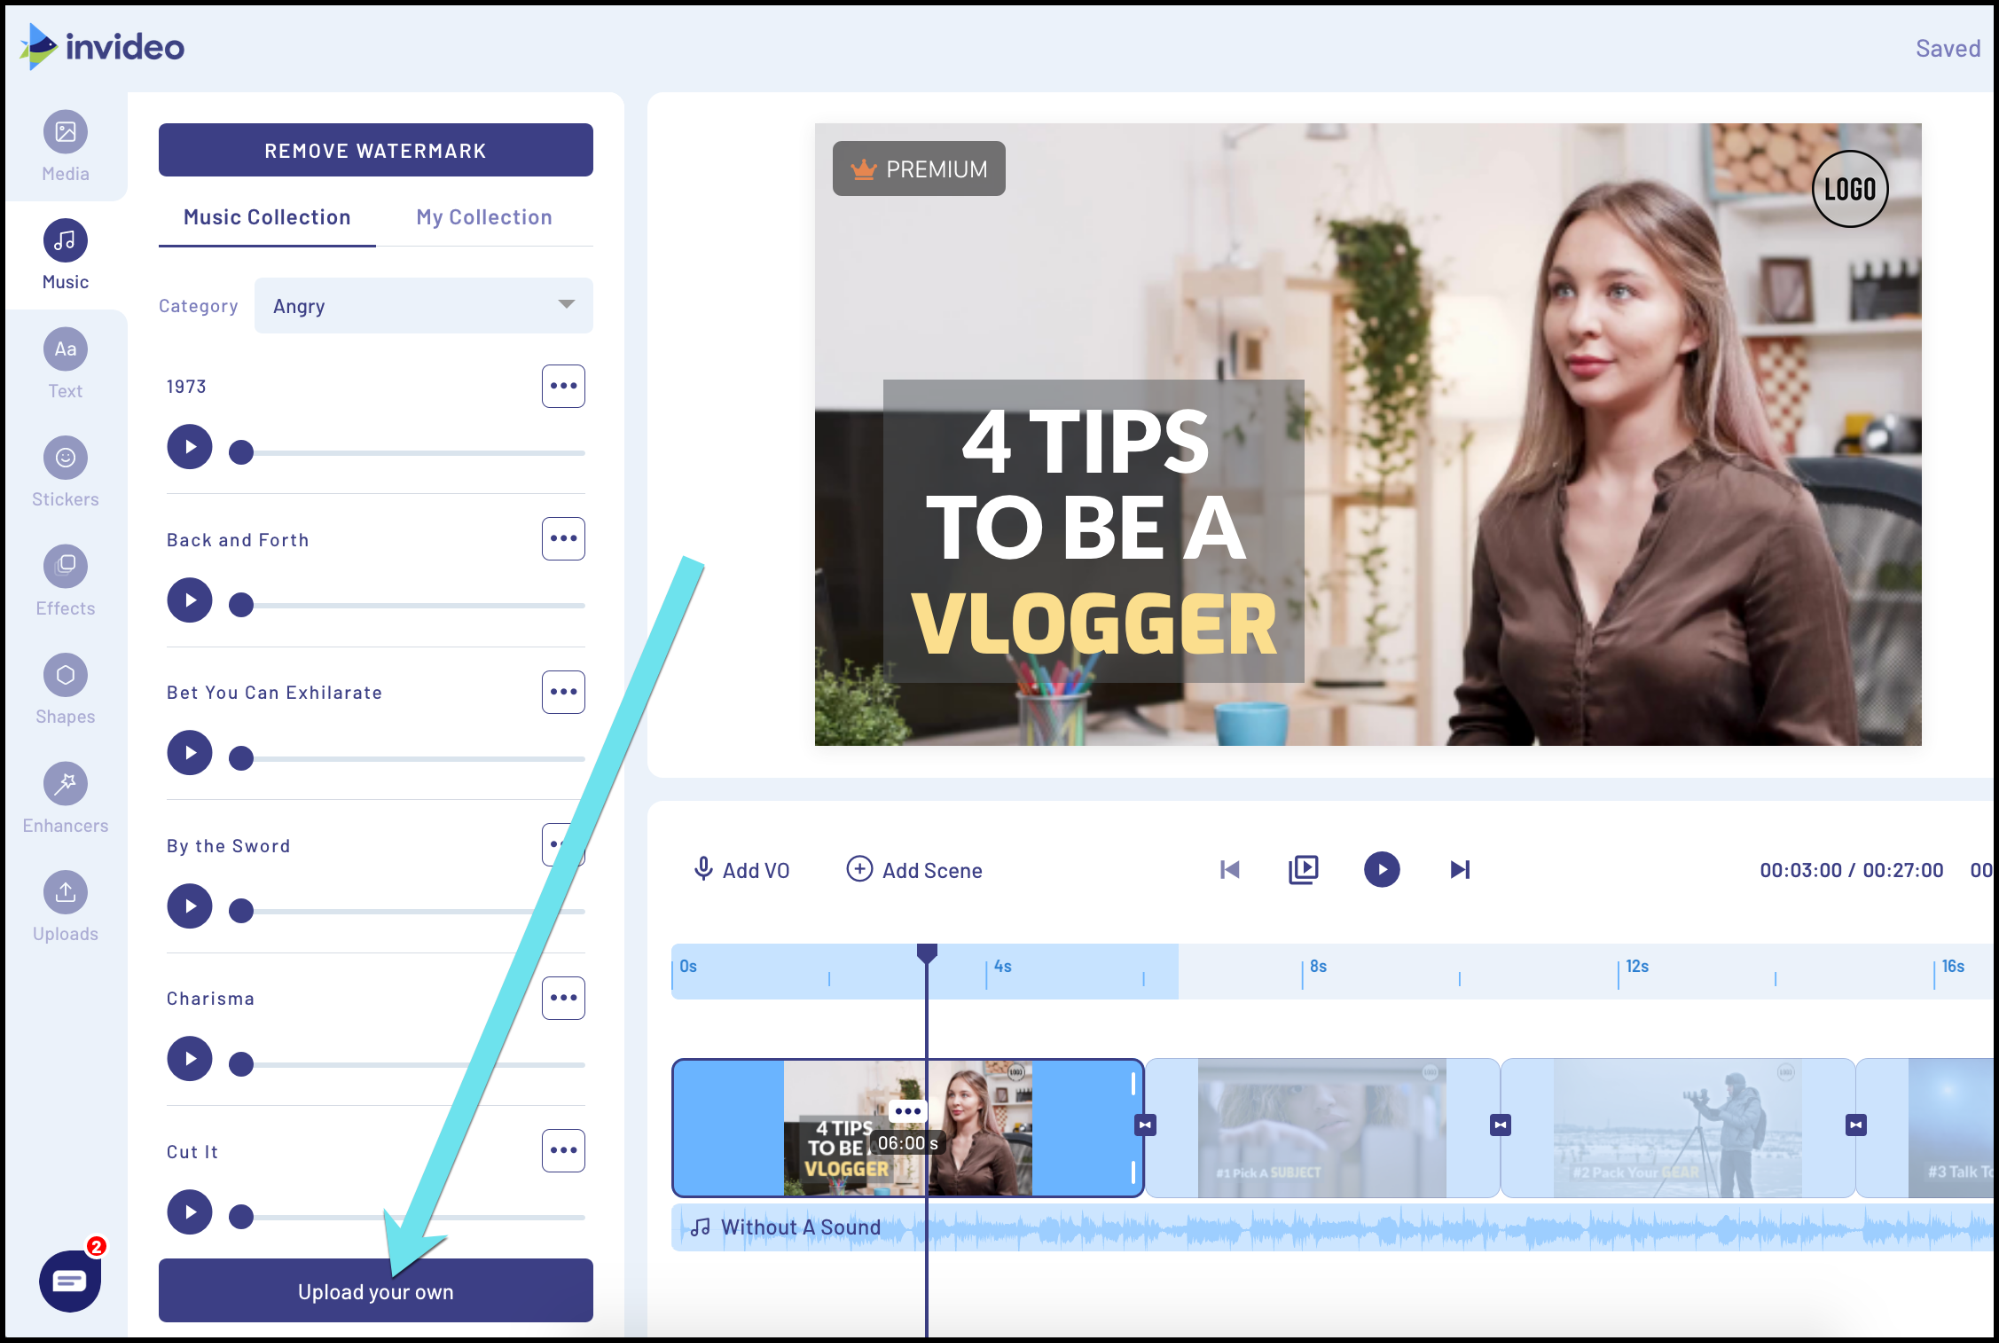 invideo
Saved
Media
Music
Aa
Text
Stickers
Effects
Shapes
Enhancers
Uploads
2
REMOVE WATERMARK
Music Collection
My Collection
Category
Angry
1973
Back and Forth
Bet You Can Exhilarate
By the Sword
Charisma
Cut It
Upload your own
PREMIUM
LOGO
4 TIPS
TO BE A
VLOGGER
Add VO
Add Scene
00:03:00 / 00:27:00
00
0s
4s
8s
12s
16s
LOGO
4 TIPS
TO BE A
VLOGGER
06:00 s
#1 Pick A SUBJECT
#2 Pack Your GEAR
#3 Talk
Without A Sound